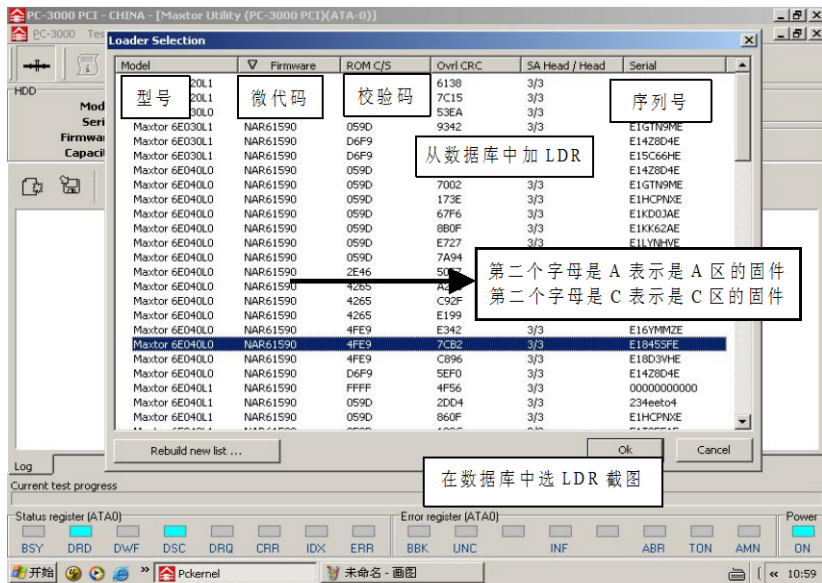 PC-3000 PCI - CHINA - [Maxtor Utility (PC-3000 PCI)(ATA-0)]
PC-3000 Tes
Loader Selection
Model Firmware ROM C/S Ovrl CRC SA Head / Head Serial
20L1 6138 3/3
20L1 7C15 3/3
30L0 53EA 3/3
型号 微代码 校验码 序列号
Maxtor 6E030L1 NAR61590 059D 9342 3/3 E1GTN9ME
Maxtor 6E030L1 NAR61590 D6F9 E14Z8D4E
Maxtor 6E030L1 NAR61590 D6F9 E15C66HE
Maxtor 6E040L0 NAR61590 059D E14Z8D4E
从数据库中加 LDR
Maxtor 6E040L0 NAR61590 059D 7002 3/3 E1GTN9ME
Maxtor 6E040L0 NAR61590 059D 173E 3/3 E1HCPNXE
Maxtor 6E040L0 NAR61590 059D 67F6 3/3 E1KD0JAE
Maxtor 6E040L0 NAR61590 059D 8B0F 3/3 E1KK62AE
Maxtor 6E040L0 NAR61590 059D E727 3/3 E1LYNHVE
Maxtor 6E040L0 NAR61590 059D 7A94
Maxtor 6E040L0 NAR61590 2E46
Maxtor 6E040L0 NAR61590 4265
Maxtor 6E040L0 NAR61590 4265 C92F
Maxtor 6E040L0 NAR61590 4265 E199
第二个字母是 A 表示是 A 区的固件
第二个字母是 C 表示是 C 区的固件
Maxtor 6E040L0 NAR61590 4FE9 E342 3/3 E16YMMZE
Maxtor 6E040L0 NAR61590 4FE9 7CB2 3/3 E1845SFE
Maxtor 6E040L0 NAR61590 4FE9 C896 3/3 E18D3VHE
Maxtor 6E040L0 NAR61590 D6F9 5EF0 3/3 E14Z8D4E
Maxtor 6E040L1 NAR61590 FFFF 4F56 3/3 00000000000
Maxtor 6E040L1 NAR61590 059D 2DD4 3/3 234eeto4
Maxtor 6E040L1 NAR61590 059D 860F 3/3 E1HCPNXE
Rebuild new list ... Ok Cancel
在数据库中选 LDR 截图
HDD
Mod
Seri
Firmwar
Capacit
Log
Current test progress
Status register (ATA0) Error register (ATA0) Power
BSY DRD DWF DSC DRQ CRR IDX ERR BBK UNC INF ABR TON AMN ON
开始 » Pckernel 未命名 - 画图 « 10:59